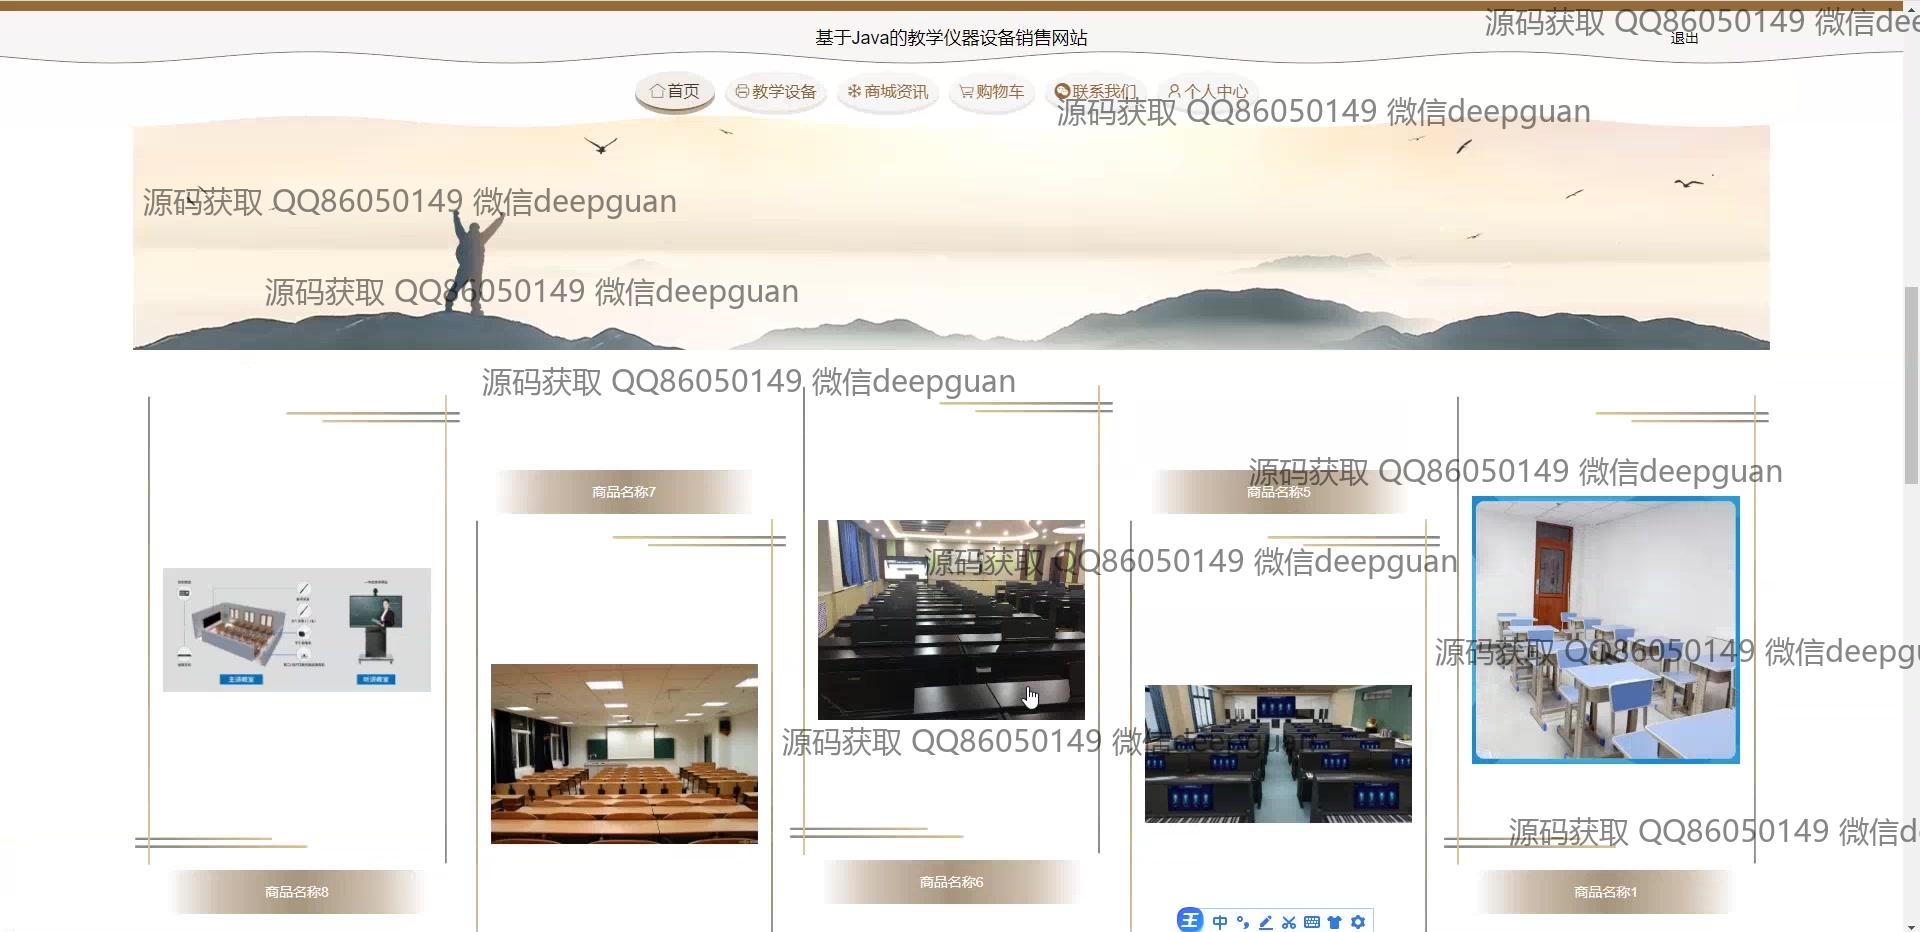 源码获取 QQ86050149 微信dee
基于Java的教学仪器设备销售网站
退出
首页
教学设备
商城资讯
购物车
联系我们
个人中心
源码获取 QQ86050149 微信deepguan
源码获取 QQ86050149 微信deepguan
源码获取 QQ86050149 微信deepguan
源码获取 QQ86050149 微信deepguan
源码获取 QQ86050149 微信deepguan
商品名称7
商品名称5
源码获取 QQ86050149 微信deepguan
源码获取 QQ86050149 微信deepgu
主讲教室
听讲教室
源码获取 QQ86050149 微信deepguan
源码获取 QQ86050149 微信d
商品名称8
商品名称6
商品名称1
王 中